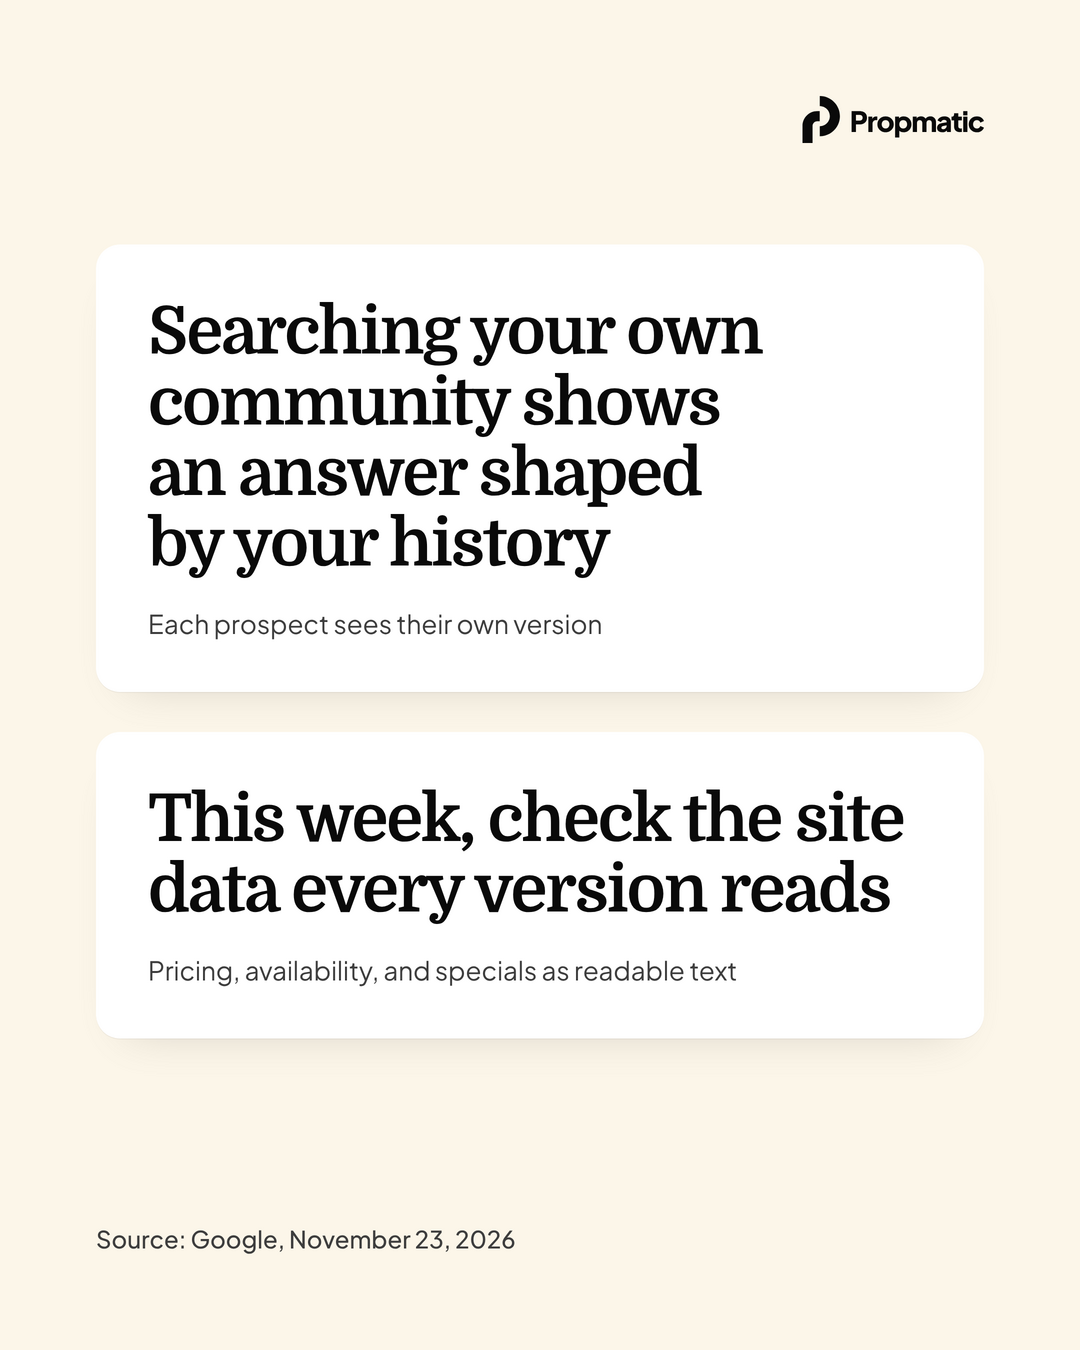 Propmatic
Searching your own
community shows
an answer shaped
by your history
Each prospect sees their own version
This week, check the site
data every version reads
Pricing, availability, and specials as readable text
Source: Google, November 23, 2026